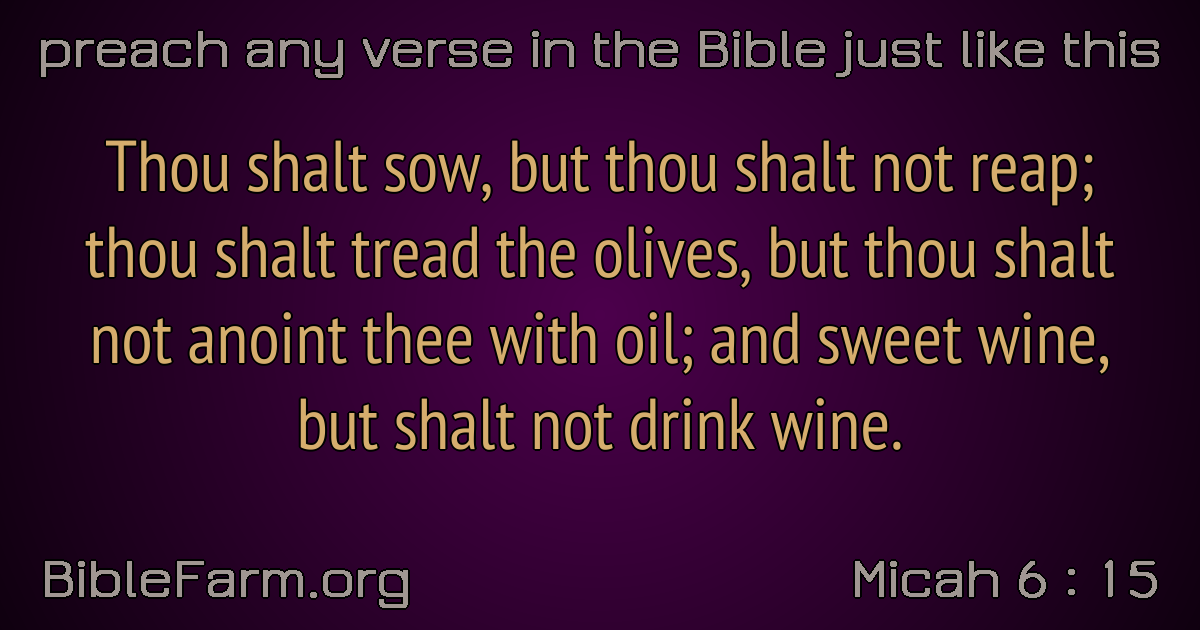 preach any verse in the Bible just like this
Thou shalt sow, but thou shalt not reap;
thou shalt tread the olives, but thou shalt
not anoint thee with oil; and sweet wine,
but shalt not drink wine.
BibleFarm.org
Micah 6 : 15